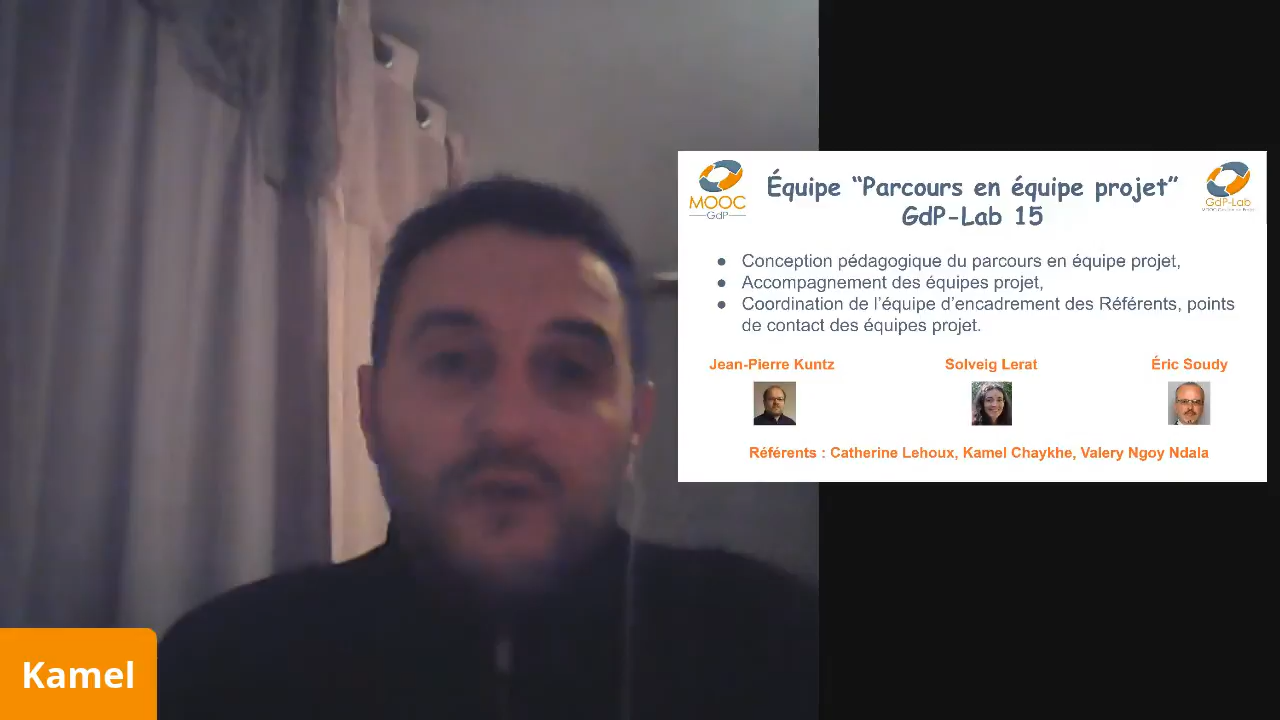 Équipe “Parcours en équipe projet”
GdP-Lab 15
MOOC
GdP
GdP-Lab
● Conception pédagogique du parcours en équipe projet,
● Accompagnement des équipes projet,
● Coordination de l’équipe d’encadrement des Référents, points
de contact des équipes projet.
Jean-Pierre Kuntz
Solveig Lerat
Éric Soudy
Référents : Catherine Lehoux, Kamel Chaykhe, Valery Ngoy Ndala
Kamel